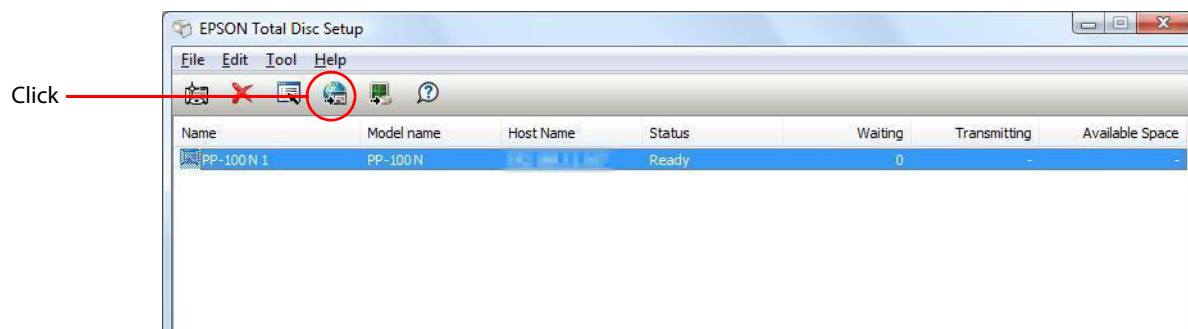 EPSON Total Disc Setup
File Edit Tool Help
Click
Name Model name Host Name Status Waiting Transmitting Available Space
PP-100N 1 PP-100N Ready 0 - -